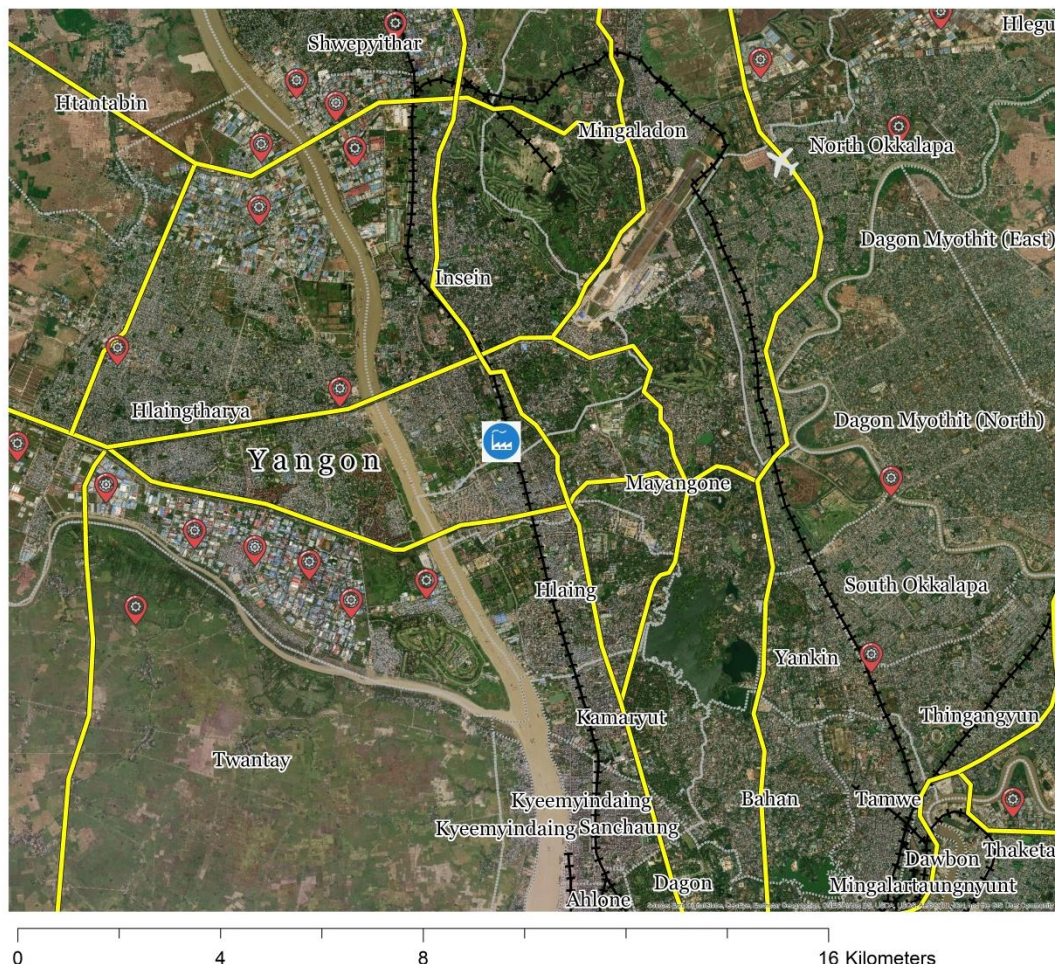 Shwepyithar
Hlegu
Htantabin
Mingaladon
North Okkalapa
Dagon Myothit (East)
Insein
Hlaingtharya
Dagon Myothit (North)
Yangon
Mayangone
Hlaing
South Okkalapa
Yankin
Kamaryut
Thingangyun
Twantay
Kyeemyindaing
Bahan
Tamwe
Kyeemyindaing
Sanchaung
Thaketa
Dawbon
Dagon
Mingalartaungnyunt
Ahlone
0 4 8 16 Kilometers